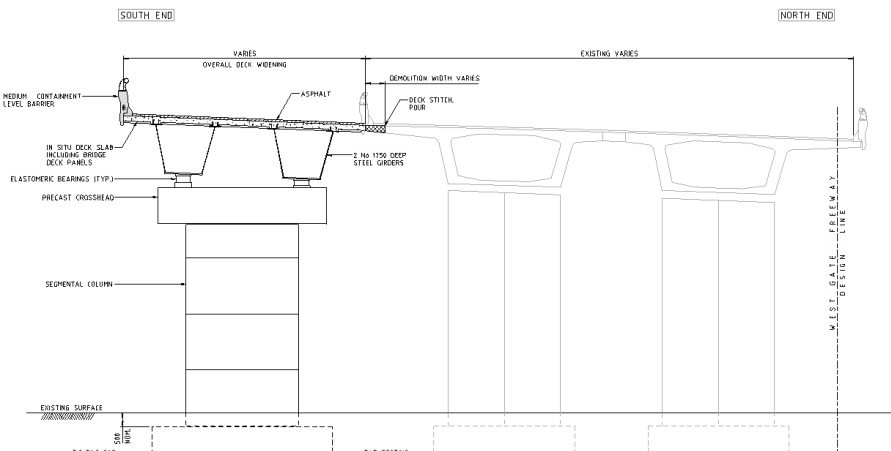 SOUTH END
NORTH END
VARIES
OVERALL DECK WIDENING
EXISTING VARIES
DEMOLITION WIDTH VARIES
MEDIUM CONTAINMENT
LEVEL BARRIER
ASPHALT
DECK STITCH
POUR
IN SITU DECK SLAB
INCLUDING BRIDGE
DECK PANELS
2 No 1750 DEEP
STEEL GIRDERS
ELASTOMERIC BEARINGS (TYP.)
PRECAST CROSSHEAD
SEGMENTAL COLUMN
WEST GATE FREEWAY
DESIGN LINE
EXISTING SURFACE
500
NOM.